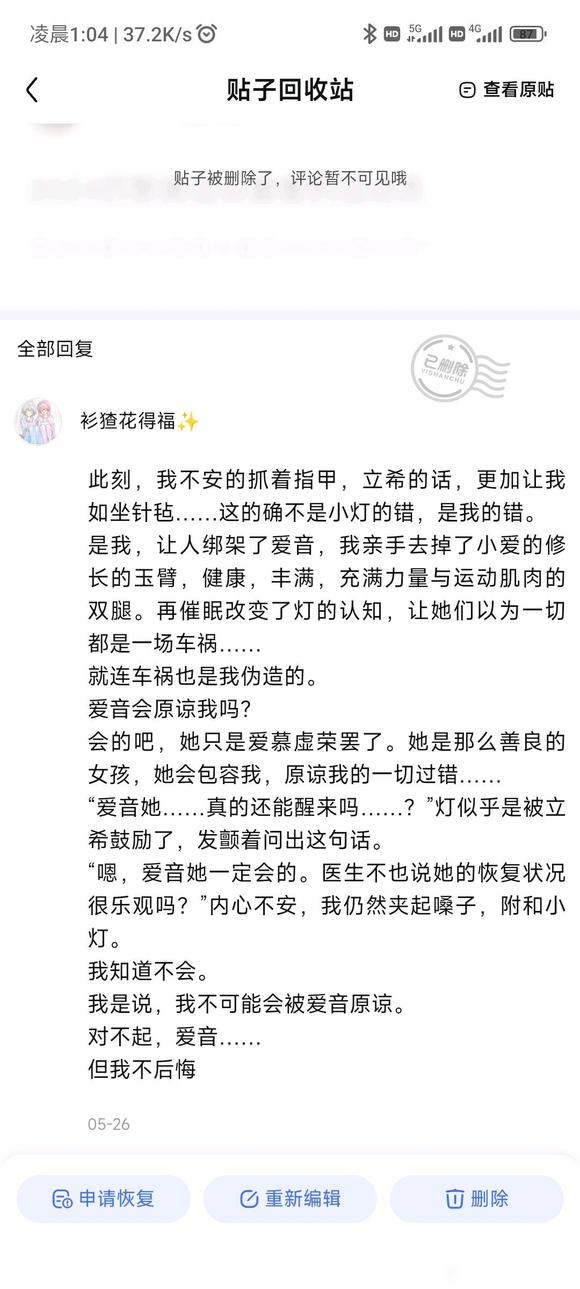 凌晨1:04 | 37.2K/s
HD 5G HD 4G 87
贴子回收站
查看原贴
贴子被删除了，评论暂不可见哦
全部回复
已删除
YISHANCHU
衫猹花得福✨
此刻，我不安的抓着指甲，立希的话，更加让我
如坐针毡……这的确不是小灯的错，是我的错。
是我，让人绑架了爱音，我亲手去掉了小爱的修
长的玉臂，健康，丰满，充满力量与运动肌肉的
双腿。再催眠改变了灯的认知，让她们以为一切
都是一场车祸……
就连车祸也是我伪造的。
爱音会原谅我吗？
会的吧，她只是爱慕虚荣罢了。她是那么善良的
女孩，她会包容我，原谅我的一切过错……
“爱音她……真的还能醒来吗……？”灯似乎是被立
希鼓励了，发颤着问出这句话。
“嗯，爱音她一定会的。医生不也说她的恢复状况
很乐观吗？”内心不安，我仍然夹起嗓子，附和小
灯。
我知道不会。
我是说，我不可能会被爱音原谅。
对不起，爱音……
但我不后悔
05-26
申请恢复
重新编辑
删除